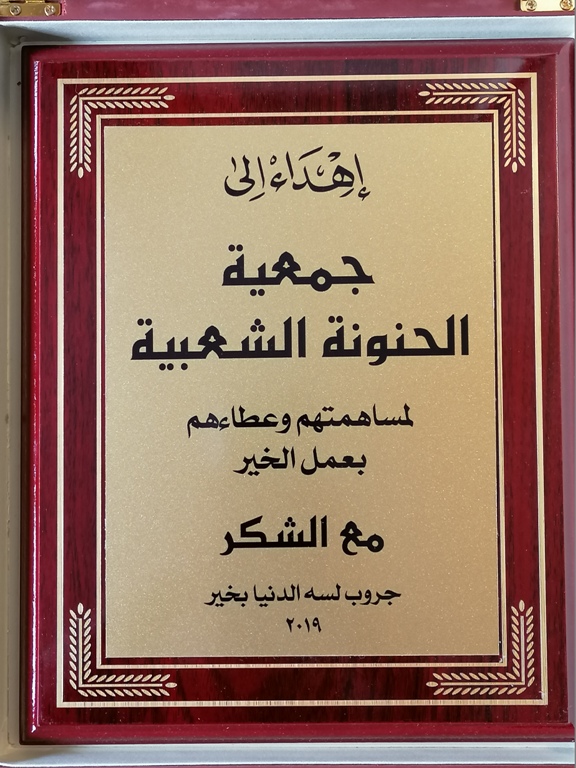 إهداء إلى
جمعية
الحنونة الشعبية
لمساهمتهم وعطاءهم
بعمل الخير
مع الشكر
جروب لسه الدنيا بخير
٢٠١٩